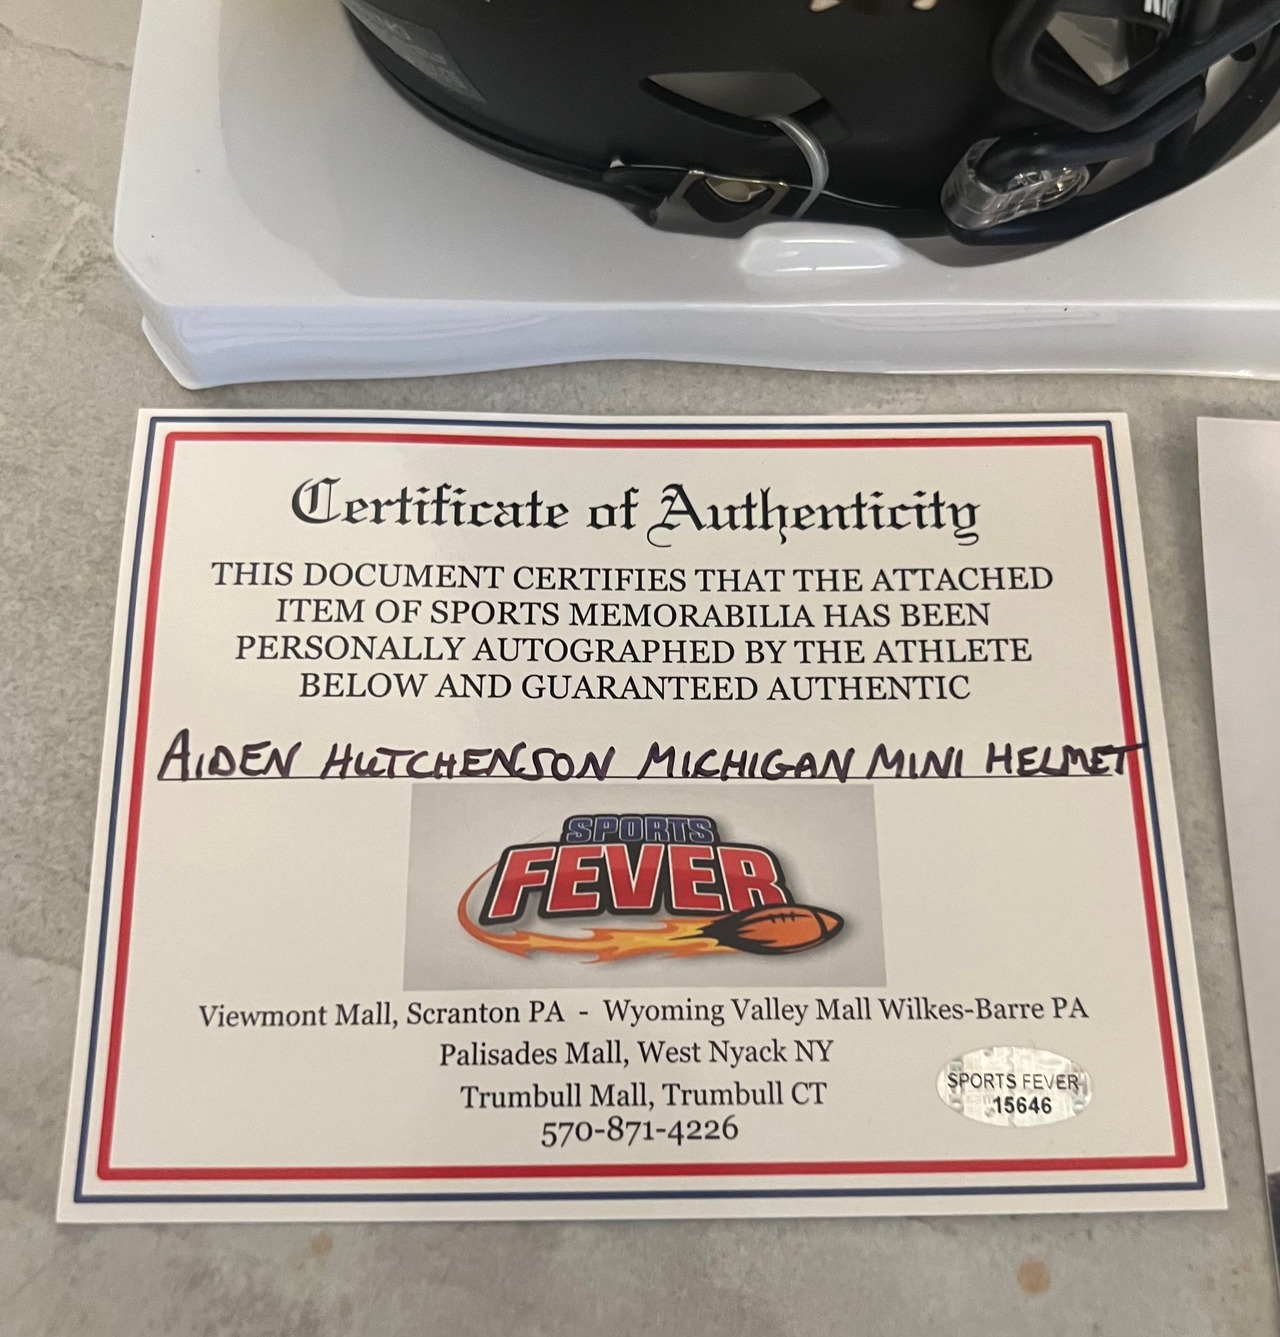 Certificate of Authenticity
THIS DOCUMENT CERTIFIES THAT THE ATTACHED
ITEM OF SPORTS MEMORABILIA HAS BEEN
PERSONALLY AUTOGRAPHED BY THE ATHLETE
BELOW AND GUARANTEED AUTHENTIC
AIDEN HUTCHENSON MICHIGAN MINI HELMET
SPORTS
FEVER
Viewmont Mall, Scranton PA - Wyoming Valley Mall Wilkes-Barre PA
Palisades Mall, West Nyack NY
Trumbull Mall, Trumbull CT
570-871-4226
SPORTS FEVER
15646